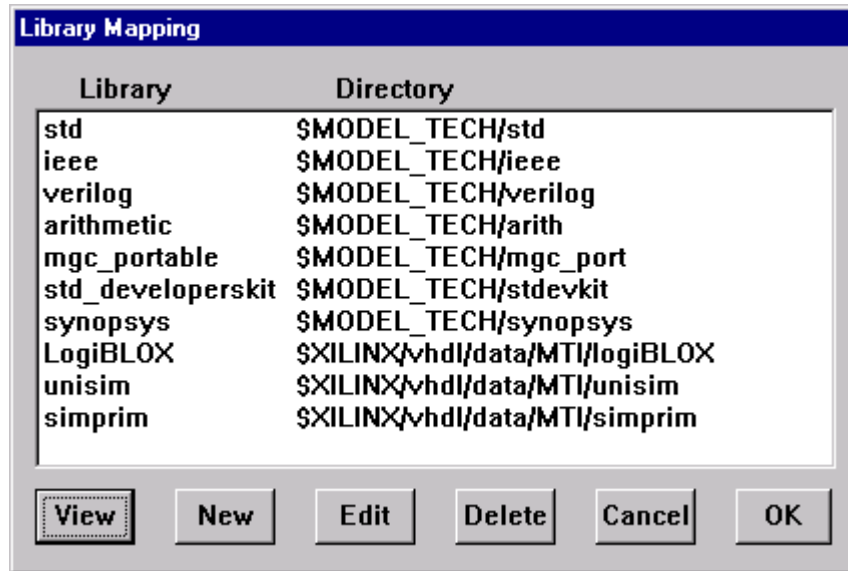 Library Mapping
Library Directory
std $MODEL_TECH/std
ieee $MODEL_TECH/ieee
verilog $MODEL_TECH/verilog
arithmetic $MODEL_TECH/arith
mgc_portable $MODEL_TECH/mgc_port
std_developerskit $MODEL_TECH/stdevkit
synopsys $MODEL_TECH/synopsys
LogiBLOX $XILINX/vhdl/data/MTI/logiBLOX
unisim $XILINX/vhdl/data/MTI/unisim
simprim $XILINX/vhdl/data/MTI/simprim
View New Edit Delete Cancel OK